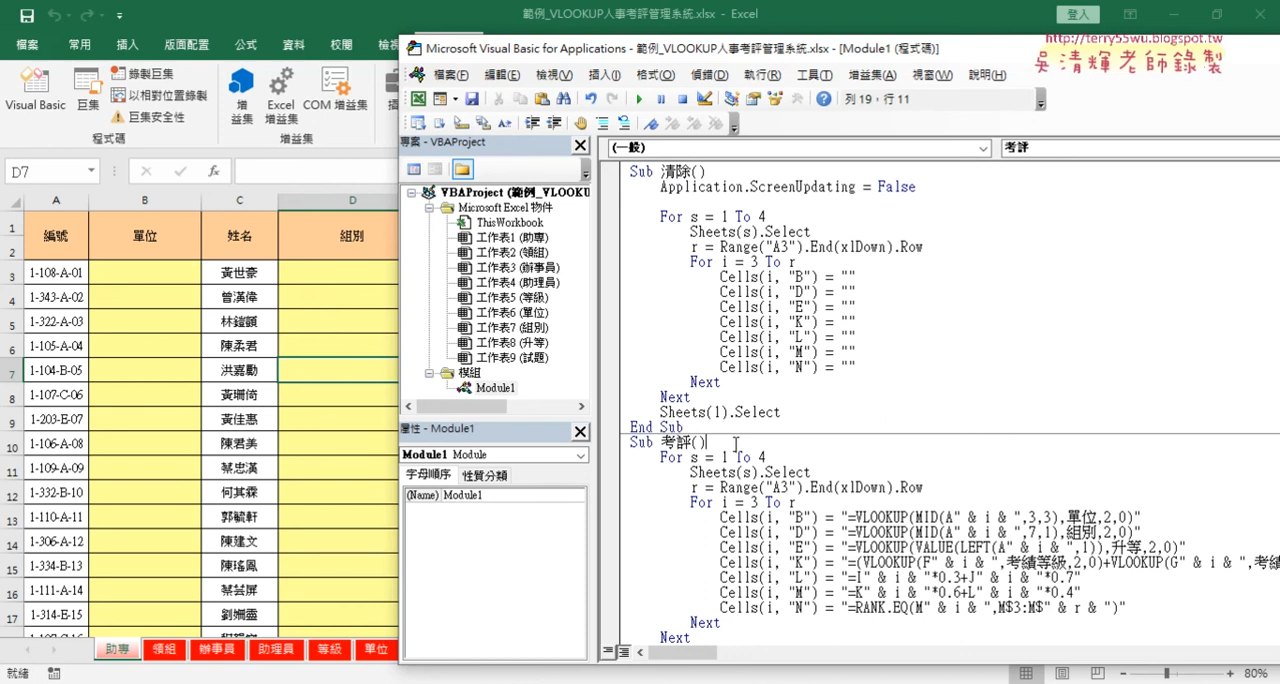 範例_VLOOKUP人事考評管理系統.xlsx - Excel
登入
檔案 常用 插入 版面配置 公式 資料 校閱 檢視
Visual Basic
巨集
錄製巨集
以相對位置錄製
巨集安全性
程式碼
增益集
Excel 增益集
COM 增益集
增益集
Microsoft Visual Basic for Applications - 範例_VLOOKUP人事考評管理系統.xlsx - [Module1 (程式碼)]
http://terry55wu.blogspot.tw
吳清輝老師錄製
檔案(F) 編輯(E) 檢視(V) 插入(I) 格式(O) 偵錯(D) 執行(R) 工具(T) 增益集(A) 視窗(W) 說明(H)
列 19，行 11
D7
fx
A B C D
1
2
編號 單位 姓名 組別
3 1-108-A-01 黃世豪
4 1-343-A-02 曾漢偉
5 1-322-A-03 林鎧頤
6 1-105-A-04 陳柔君
7 1-104-B-05 洪嘉勵
8 1-107-C-06 黃珊倚
9 1-203-E-07 黃佳惠
10 1-106-A-08 陳君美
11 1-109-A-09 蔡忠漢
12 1-332-B-10 何其霖
13 1-110-A-11 郭毓軒
14 1-306-A-12 陳建文
15 1-334-B-13 陳瑤鳳
16 1-111-A-14
17 1-314-E-15
助專 領組 辦事員 助理員 等級 單位
就緒
80%
專案 - VBAProject
VBAProject (範例_VLOOKU
Microsoft Excel 物件
ThisWorkbook
工作表1 (助專)
工作表2 (領組)
工作表3 (辦事員)
工作表4 (助理員)
工作表5 (等級)
工作表6 (單位)
工作表7 (組別)
工作表8 (升等)
工作表9 (試題)
模組
Module1
屬性 - Module1
Module1 Module
字母順序 性質分類
(Name) Module1
(一般)
考評
Sub 清除()
Application.ScreenUpdating = False
For s = 1 To 4
Sheets(s).Select
r = Range("A3").End(xlDown).Row
For i = 3 To r
Cells(i, "B") = ""
Cells(i, "D") = ""
Cells(i, "E") = ""
Cells(i, "K") = ""
Cells(i, "L") = ""
Cells(i, "M") = ""
Cells(i, "N") = ""
Next
Next
Sheets(1).Select
End Sub
Sub 考評()
For s = 1 To 4
Sheets(s).Select
r = Range("A3").End(xlDown).Row
For i = 3 To r
Cells(i, "B") = "=VLOOKUP(MID(A" & i & ",3,3),單位,2,0)"
Cells(i, "D") = "=VLOOKUP(MID(A" & i & ",7,1),組別,2,0)"
Cells(i, "E") = "=VLOOKUP(VALUE(LEFT(A" & i & ",1)),升等,2,0)"
Cells(i, "K") = "=(VLOOKUP(F" & i & ",考績等級,2,0)+VLOOKUP(G" & i & ",考績
Cells(i, "L") = "=I" & i & "*0.3+J" & i & "*0.7"
Cells(i, "M") = "=K" & i & "*0.6+L" & i & "*0.4"
Cells(i, "N") = "=RANK.EQ(M" & i & ",M$3:M$" & r & ")"
Next
Next